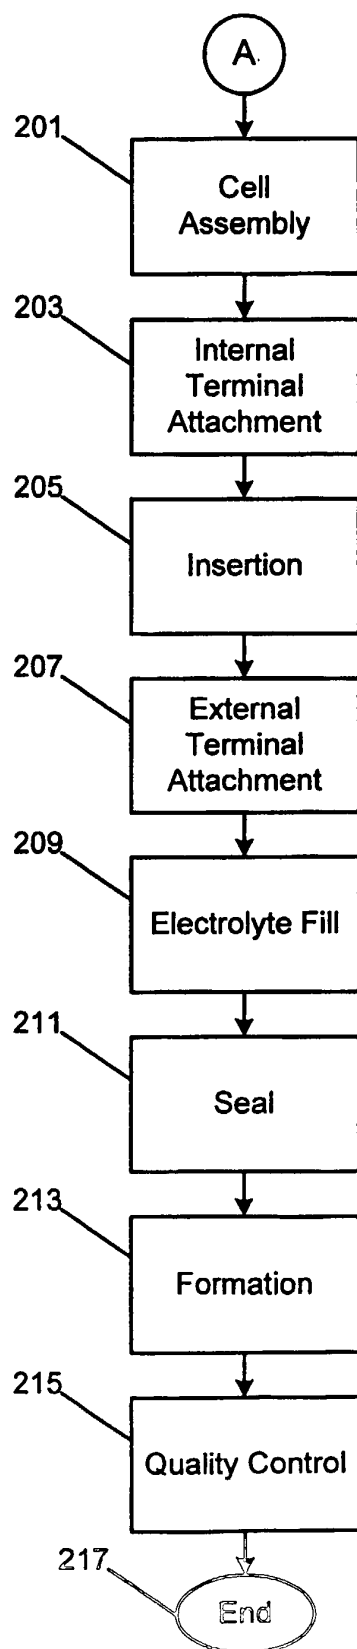 A
201
Cell
Assembly
203
Internal
Terminal
Attachment
205
Insertion
207
External
Terminal
Attachment
209
Electrolyte Fill
211
Seal
213
Formation
215
Quality Control
217
End